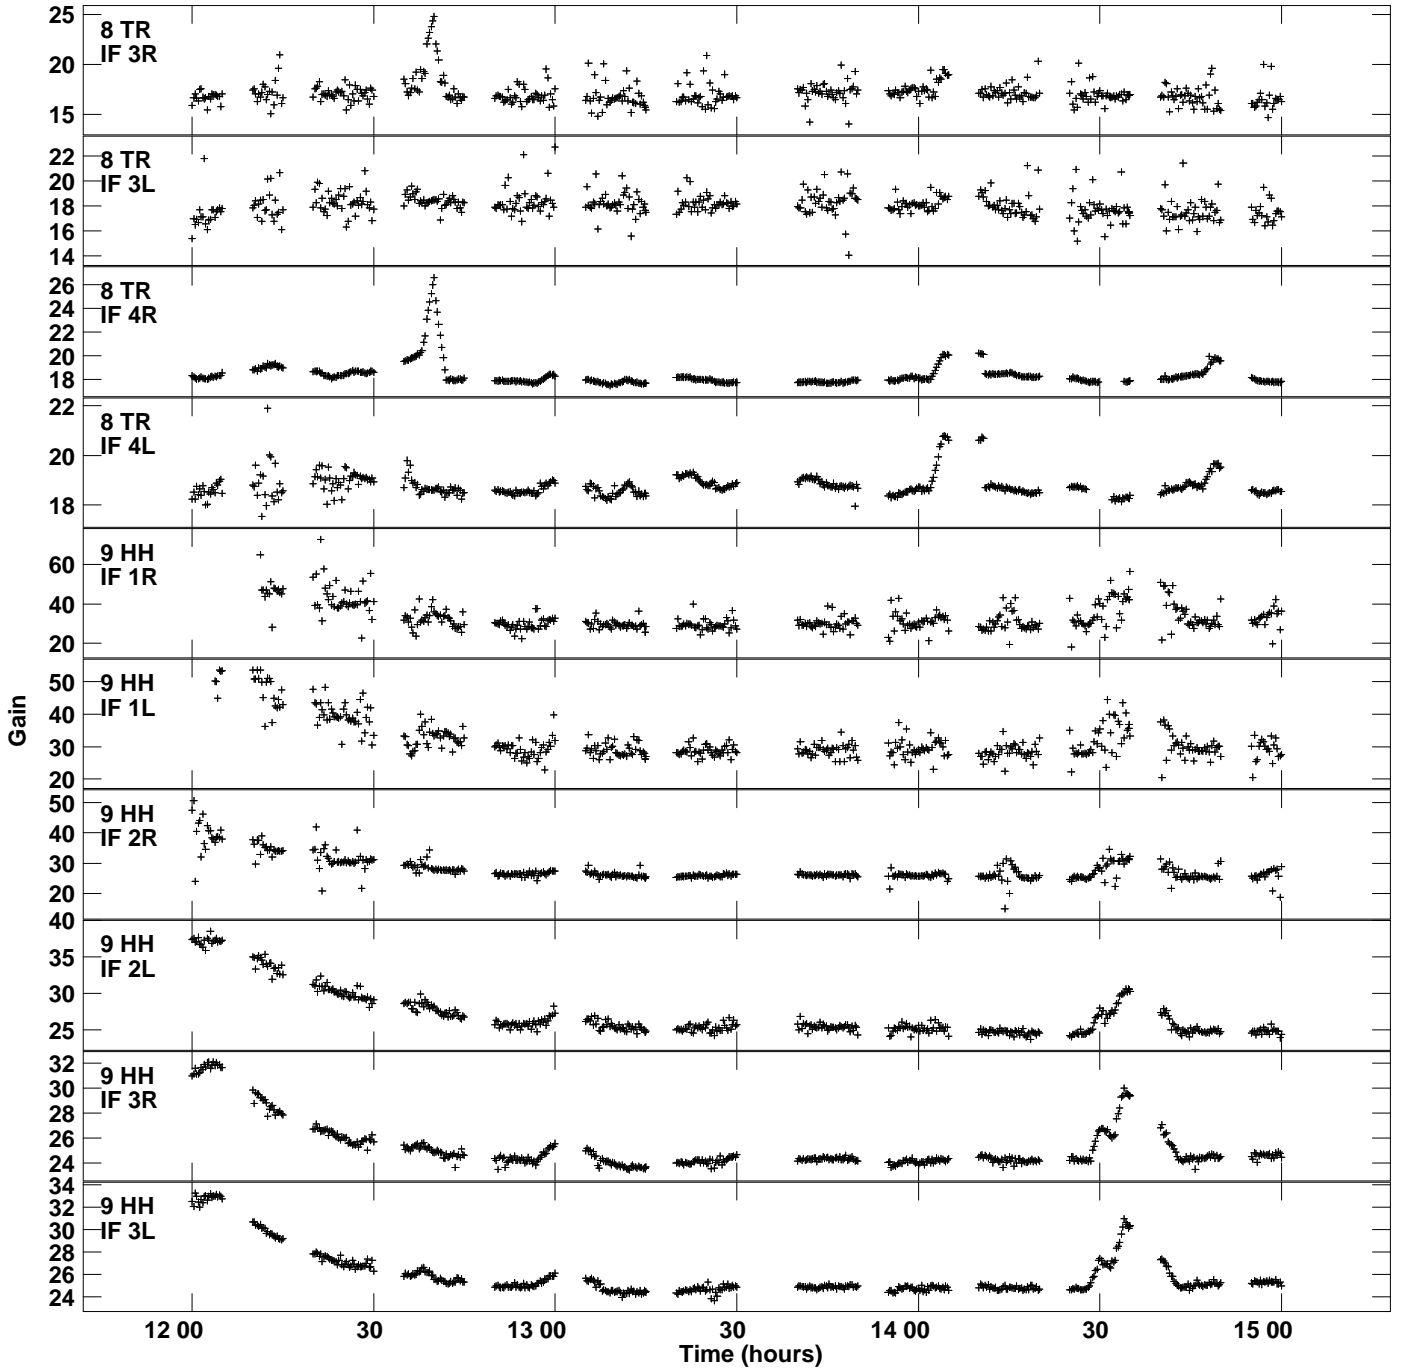 25
20
15
8 TR
IF 3R
22
20
18
16
14
8 TR
IF 3L
26
24
22
20
18
8 TR
IF 4R
22
20
18
8 TR
IF 4L
60
40
20
9 HH
IF 1R
50
40
30
20
9 HH
IF 1L
Gain
50
40
30
20
9 HH
IF 2R
40
35
30
25
9 HH
IF 2L
32
30
28
26
24
9 HH
IF 3R
34
32
30
28
26
24
9 HH
IF 3L
12 00 30 13 00 30 14 00 30 15 00
Time (hours)